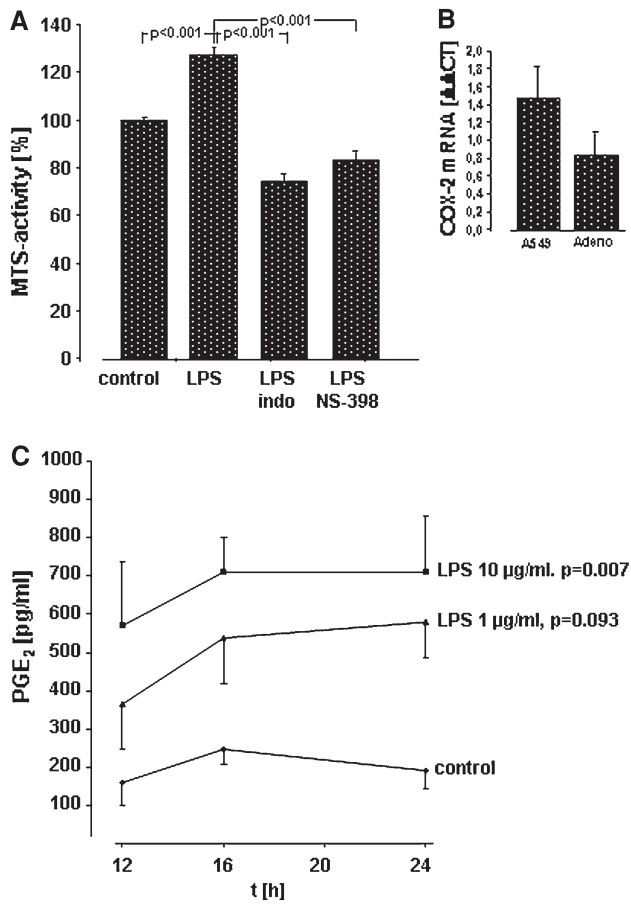 A
MTS-activity [%]
140
120
100
80
60
40
20
0
p<0.001
p<0.001
p<0.001
control
LPS
LPS
indo
LPS
NS-398
B
COX-2 mRNA [▲▲CT]
2,0
1,8
1,6
1,4
1,2
1,0
0,8
0,6
0,4
0,2
0,0
A549
Adeno
C
PGE2 [pg/ml]
1000
900
800
700
600
500
400
300
200
100
LPS 10 µg/ml. p=0.007
LPS 1 µg/ml, p=0.093
control
12
16
20
24
t [h]